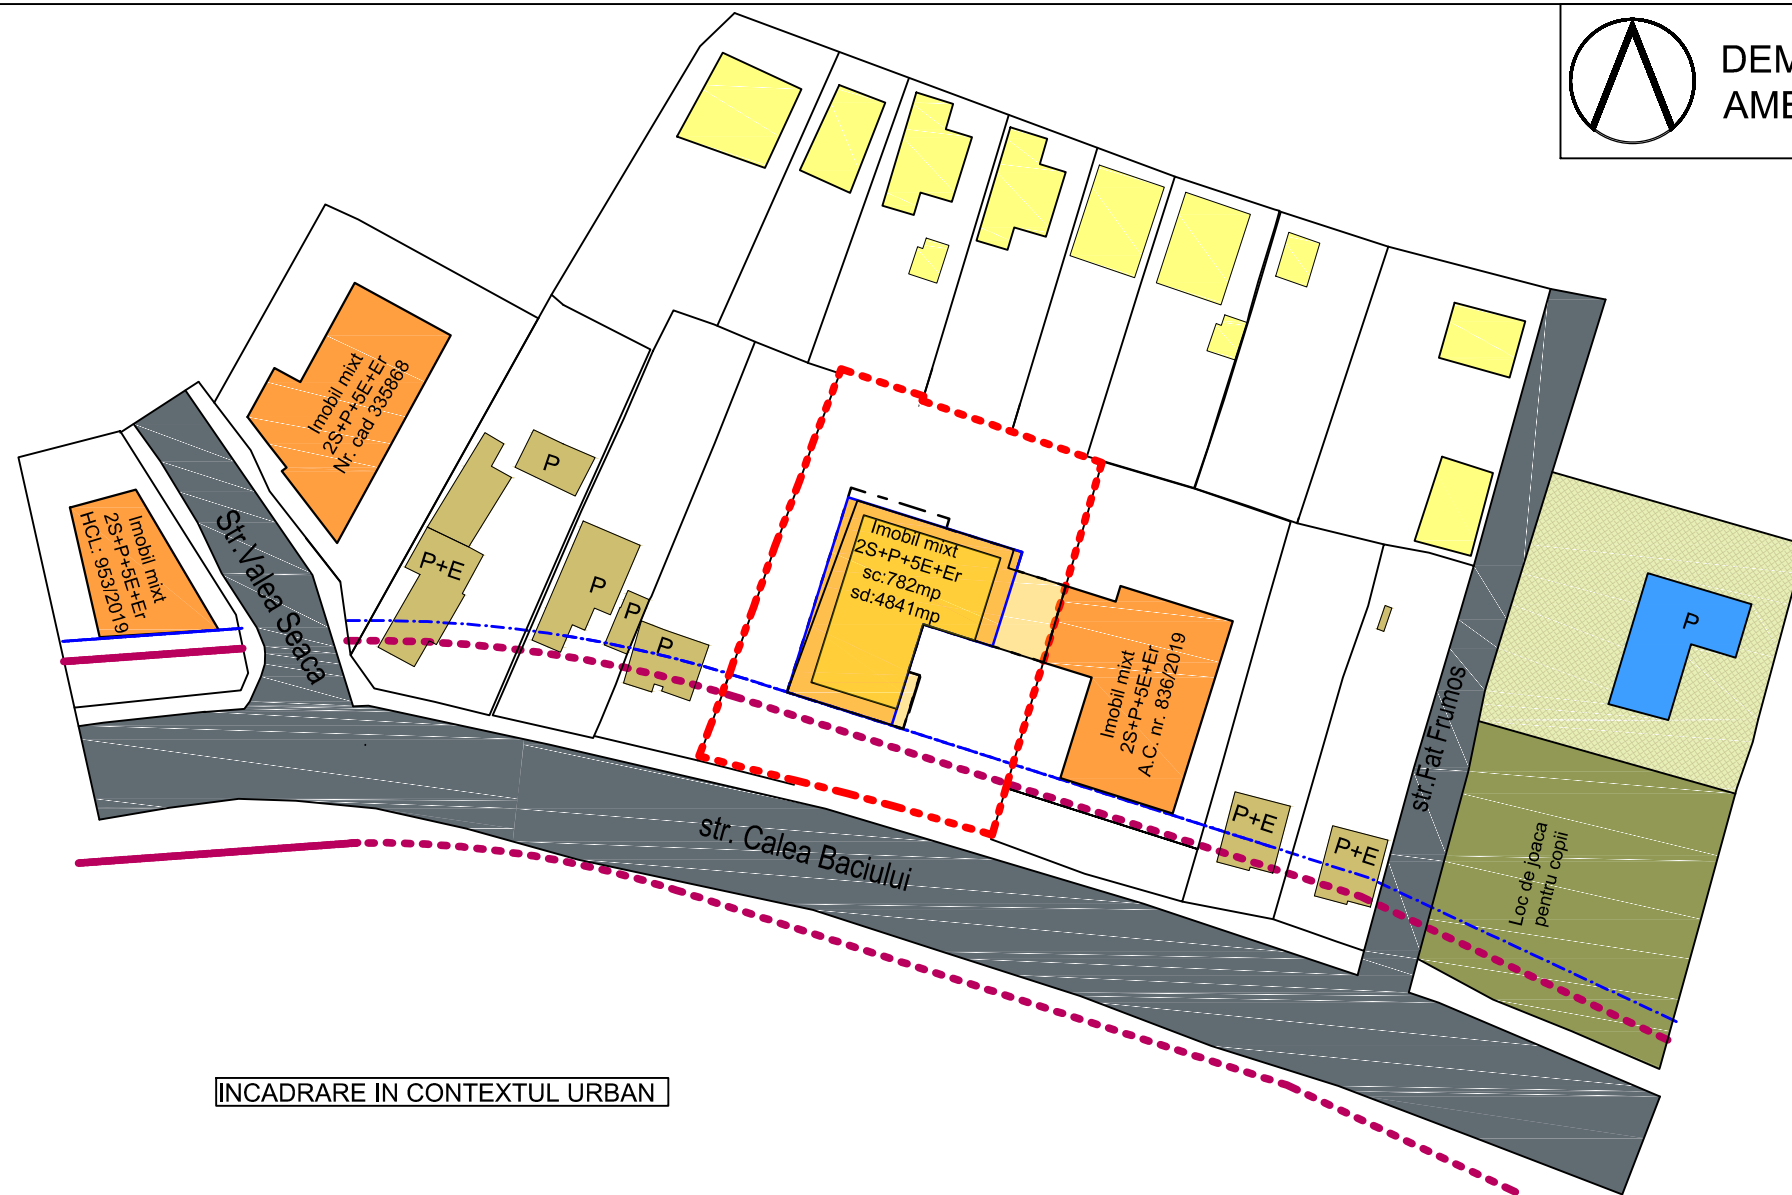 DEM
AME
Imobil mixt
2S+P+5E+Er
Nr. cad 335868
Imobil mixt
2S+P+5E+Er
HCL: 953/2019
Str.Valea Seaca
P
P+E
P
P
P
Imobil mixt
2S+P+5E+Er
sc:782mp
sd:4841mp
Imobil mixt
2S+P+5E+Er
A.C. nr. 836/2019
P
str.Fat Frumos
P+E
P+E
Loc de joaca
pentru copii
str. Calea Baciului
INCADRARE IN CONTEXTUL URBAN